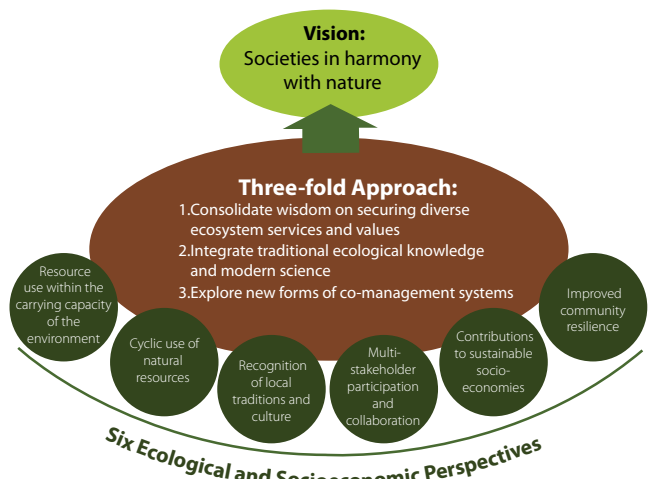 Vision:
Societies in harmony
with nature
Three-fold Approach:
1.Consolidate wisdom on securing diverse
ecosystem services and values
2.Integrate traditional ecological knowledge
and modern science
3.Explore new forms of co-management systems
Resource
use within the
carrying capacity
of the
environment
Cyclic use of
natural
resources
Recognition
of local
traditions and
culture
Multi-
stakeholder
participation
and
collaboration
Contributions
to sustainable
socio-
economies
Improved
community
resilience
Six Ecological and Socioeconomic Perspectives